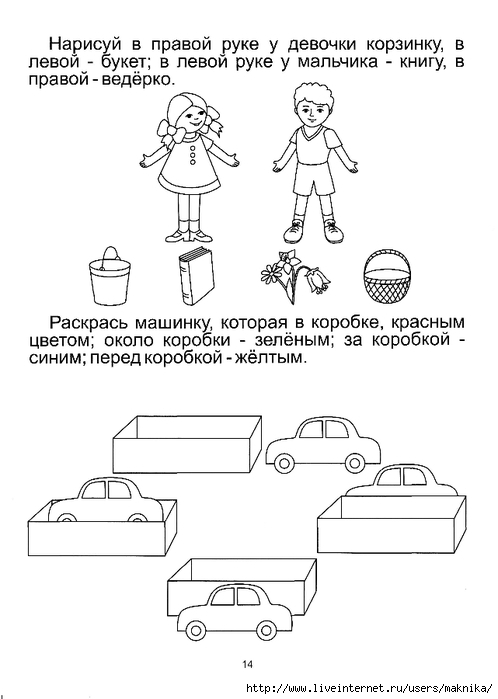 Нарисуй в правой руке у девочки корзинку, в
левой - букет; в левой руке у мальчика - книгу, в
правой - ведёрко.
Раскрась машинку, которая в коробке, красным
цветом; около коробки - зелёным; за коробкой -
синим; перед коробкой - жёлтым.
14
http://www.liveinternet.ru/users/maknika/